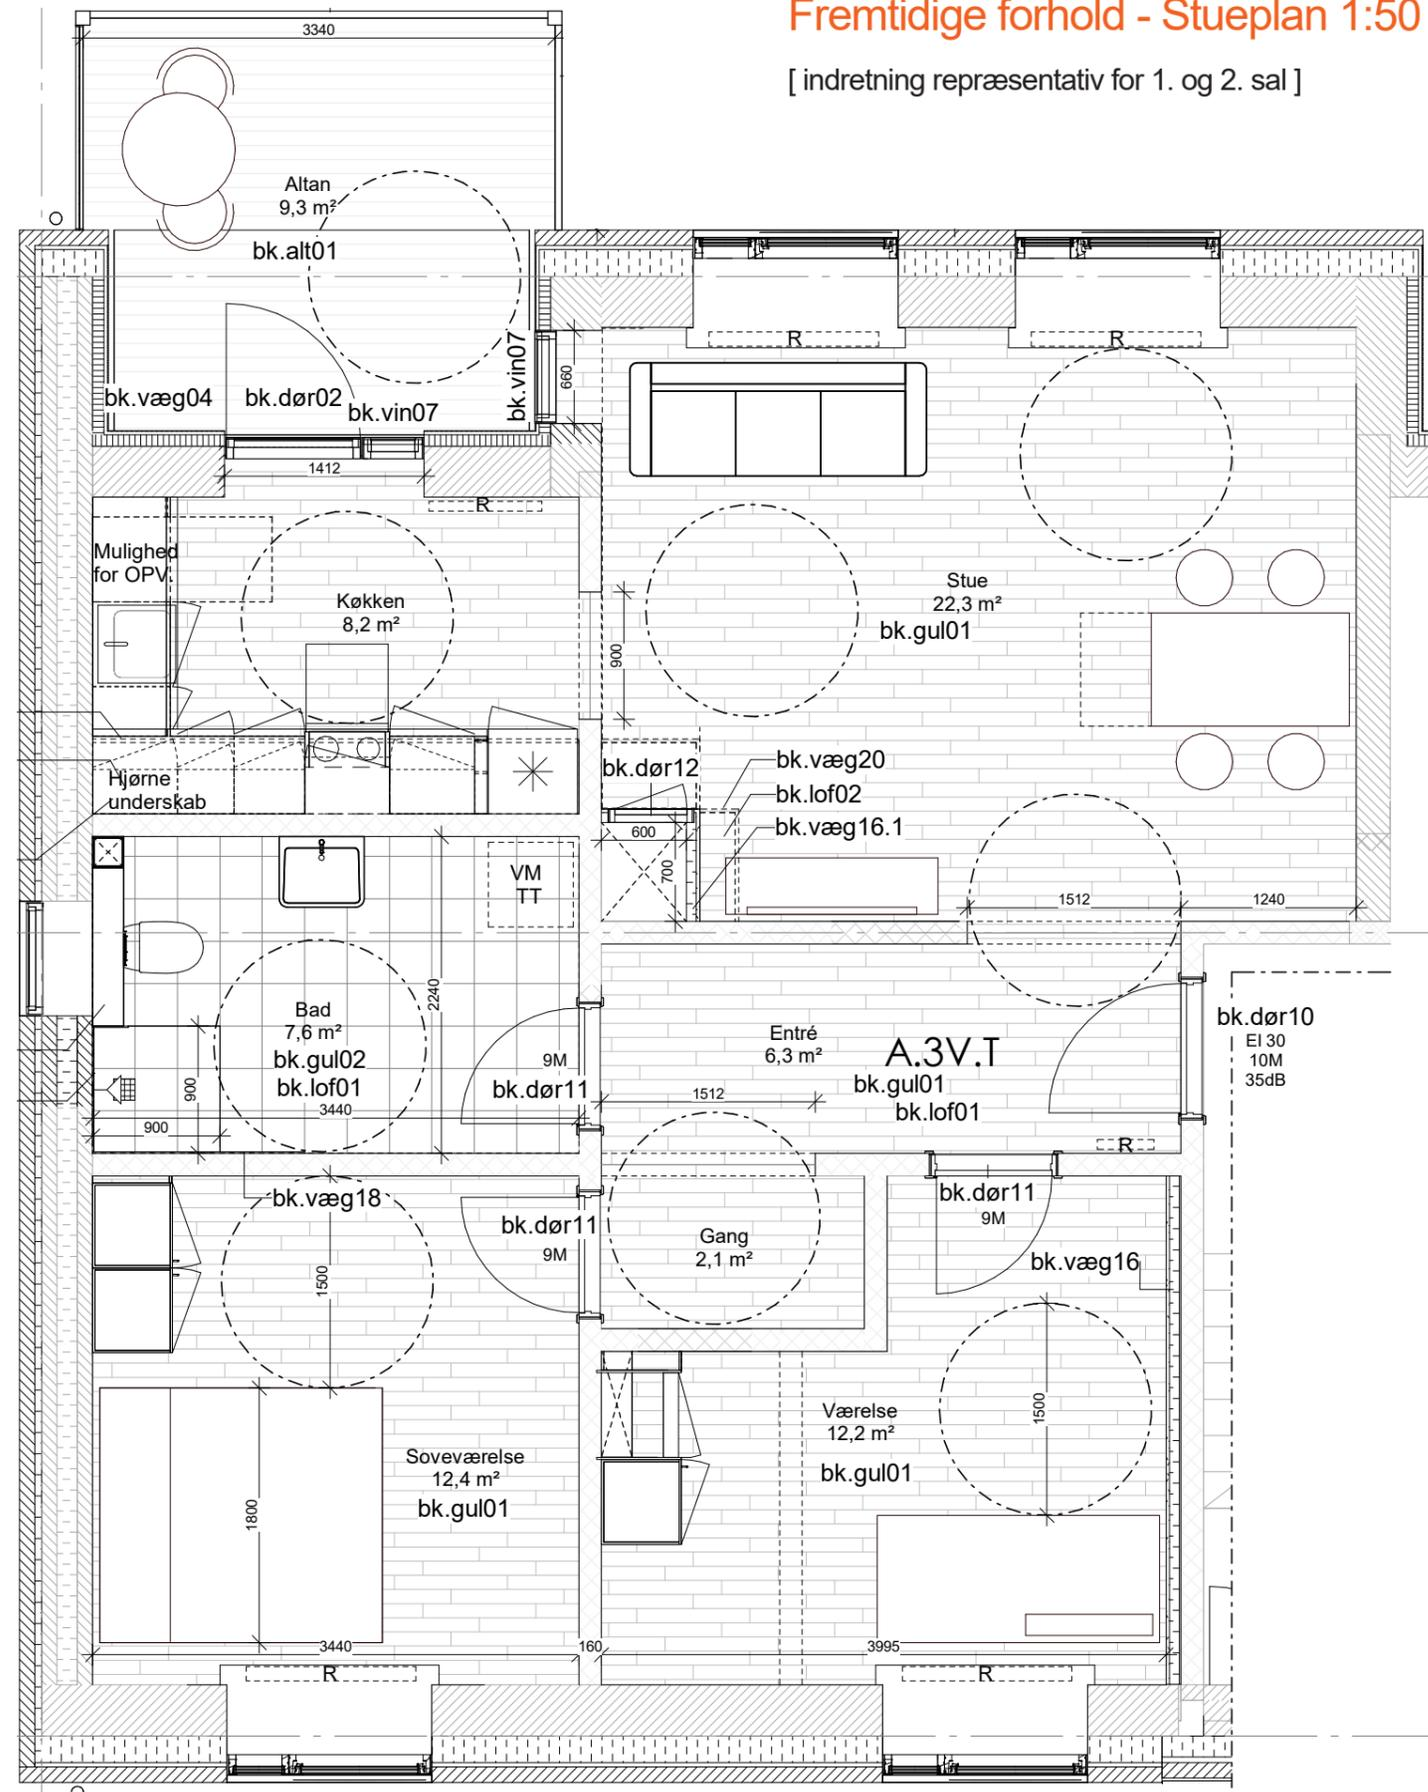 Fremtidige forhold - Stueplan 1:50
[ indretning repræsentativ for 1. og 2. sal ]
3340
Altan
9,3 m²
bk.alt01
bk.væg04
bk.dør02
bk.vin07
bk.vin07
660
1412
R
R
R
Mulighed
for OPV.
Køkken
8,2 m²
Stue
22,3 m²
bk.gul01
900
Hjørne
underskab
bk.dør12
bk.væg20
bk.lof02
bk.væg16.1
600
700
1512
1240
VM
TT
2240
Bad
7,6 m²
bk.gul02
bk.lof01
3440
900
900
9M
bk.dør11
Entré
6,3 m²
A.3V.T
bk.gul01
bk.lof01
1512
R
bk.dør10
EI 30
10M
35dB
bk.væg18
1500
bk.dør11
9M
Gang
2,1 m²
bk.dør11
9M
bk.væg16
1500
Værelse
12,2 m²
bk.gul01
Soveværelse
12,4 m²
bk.gul01
1800
3440
160
3995
R
R